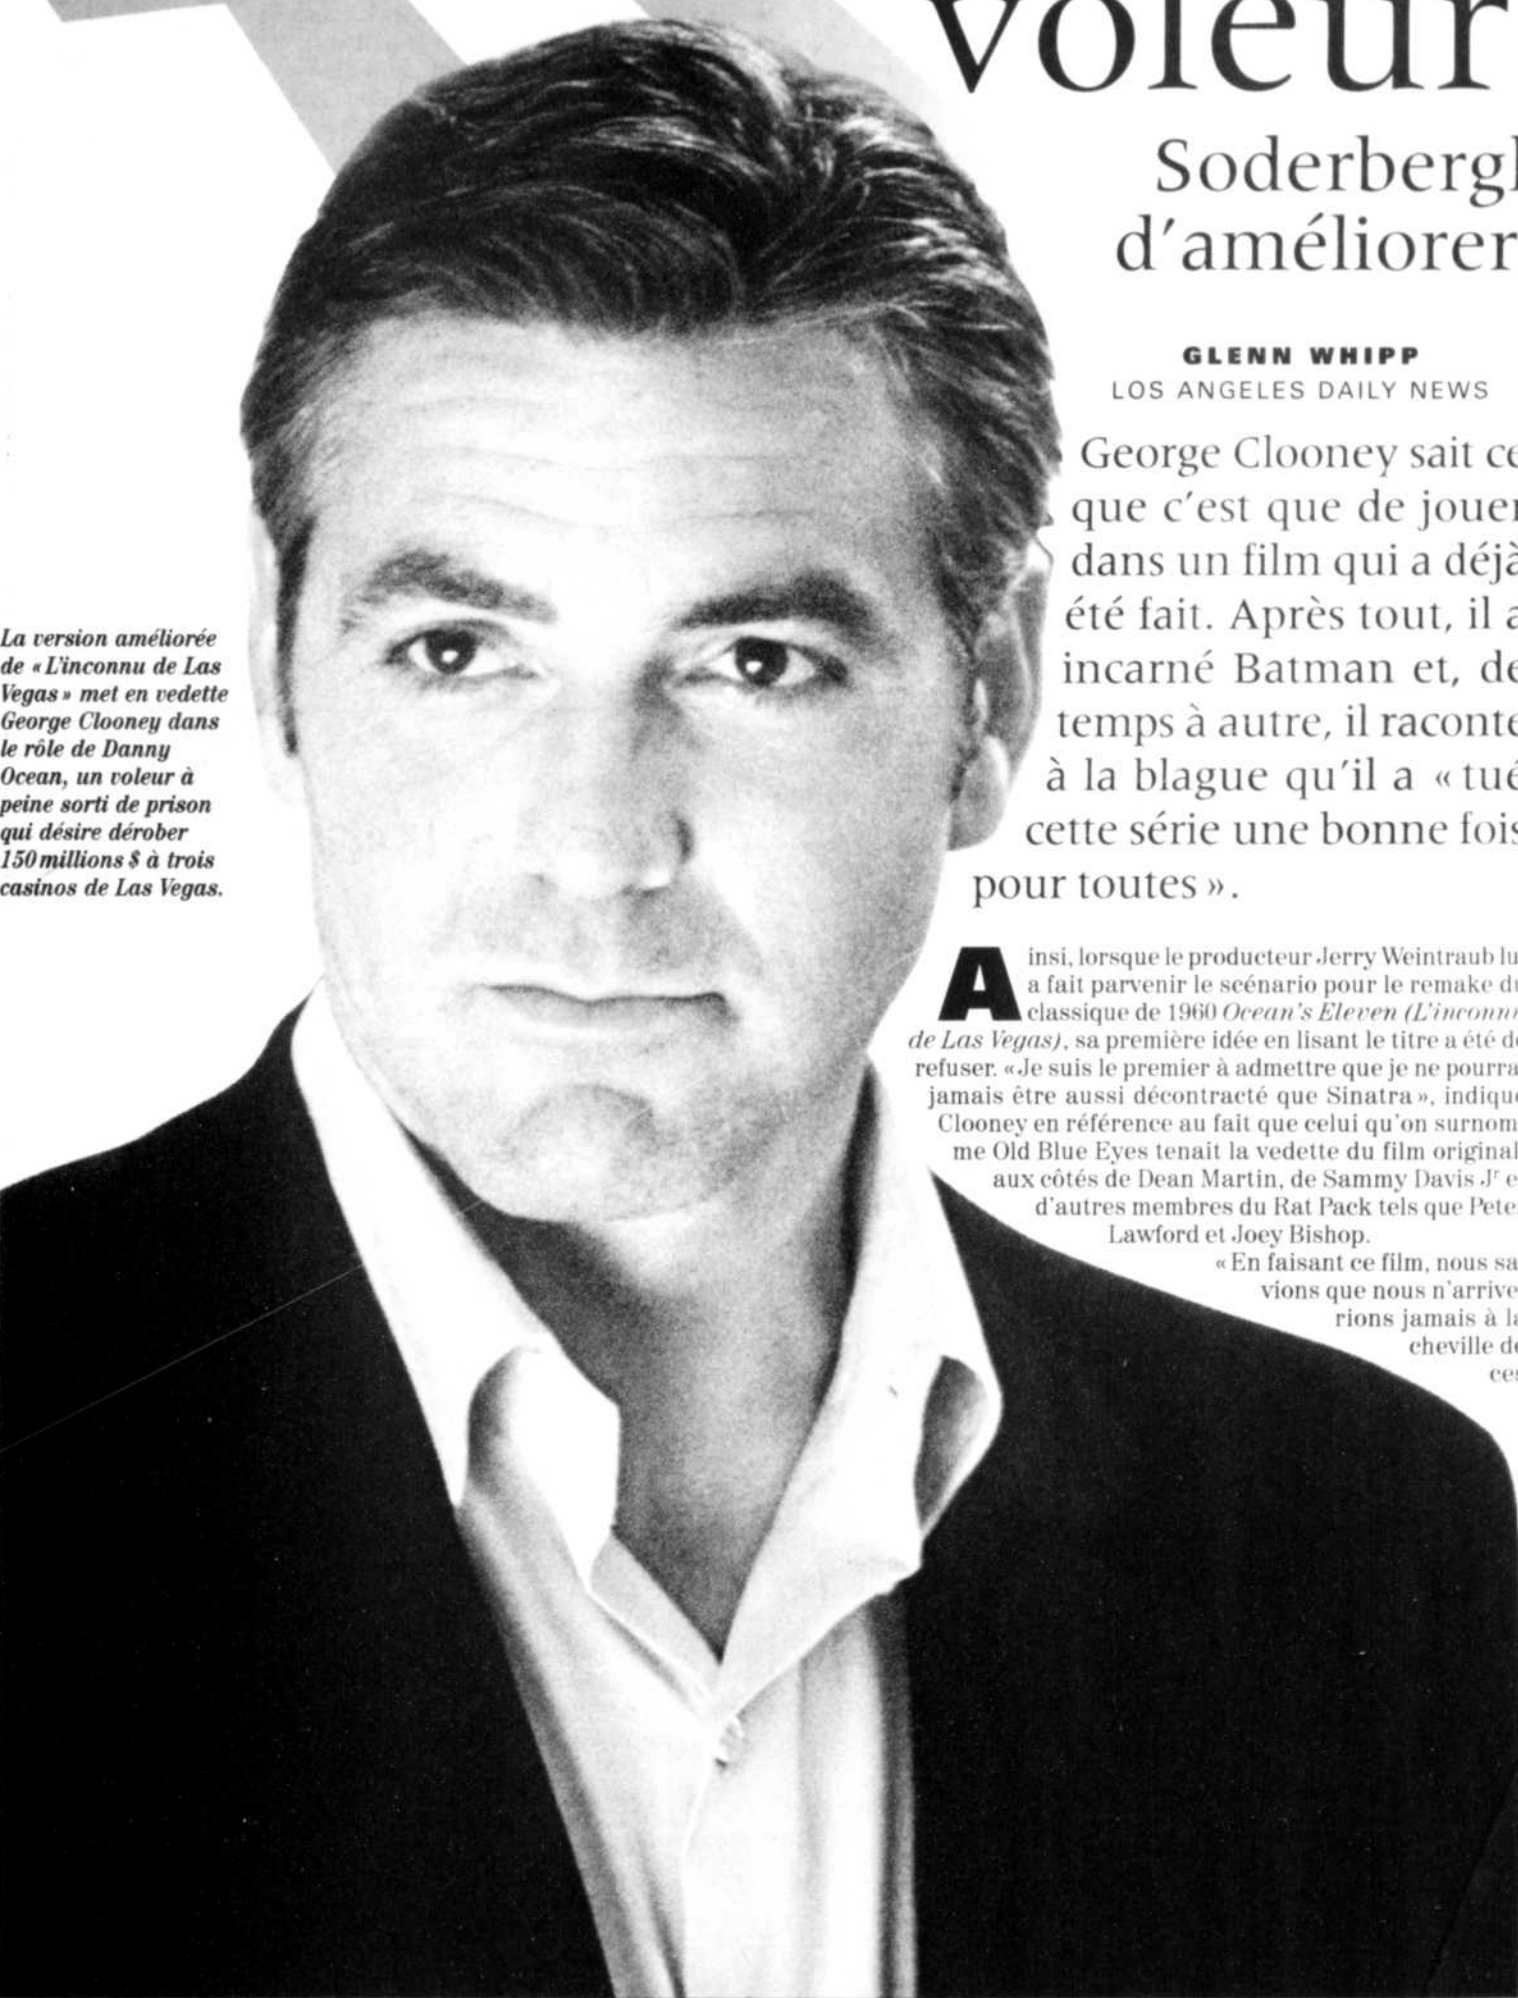 voleur
Soderbergh
d'améliorer
GLENN WHIPP
LOS ANGELES DAILY NEWS
George Clooney sait ce
que c'est que de jouer
dans un film qui a déjà
été fait. Après tout, il a
incarné Batman et, de
temps à autre, il raconte
à la blague qu'il a « tué
cette série une bonne fois
pour toutes ».
La version améliorée
de « L'inconnu de Las
Vegas » met en vedette
George Clooney dans
le rôle de Danny
Ocean, un voleur à
peine sorti de prison
qui désire dérober
150 millions $ à trois
casinos de Las Vegas.
Ainsi, lorsque le producteur Jerry Weintraub lu
a fait parvenir le scénario pour le remake du
classique de 1960 Ocean's Eleven (L'inconnu
de Las Vegas), sa première idée en lisant le titre a été de
refuser. « Je suis le premier à admettre que je ne pourra
jamais être aussi décontracté que Sinatra », indique
Clooney en référence au fait que celui qu'on surnom
me Old Blue Eyes tenait la vedette du film original
aux côtés de Dean Martin, de Sammy Davis Jr e
d'autres membres du Rat Pack tels que Peter
Lawford et Joey Bishop.
« En faisant ce film, nous sa
vions que nous n'arrive
rions jamais à la
cheville de
ces